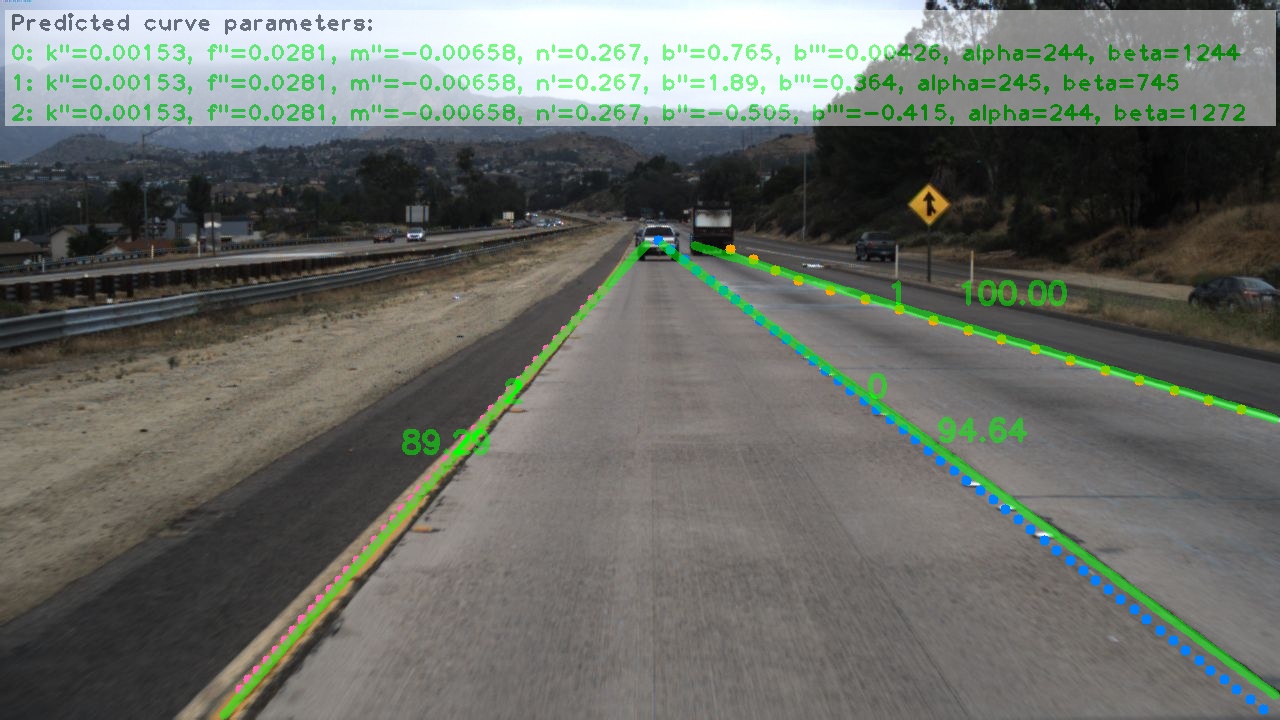 Predicted curve parameters:
0: k''=0.00153, f''=0.0281, m''=-0.00658, n'=0.267, b''=0.765, b'''=0.00426, alpha=244, beta=1244
1: k''=0.00153, f''=0.0281, m''=-0.00658, n'=0.267, b''=1.89, b'''=0.364, alpha=245, beta=745
2: k''=0.00153, f''=0.0281, m''=-0.00658, n'=0.267, b''=-0.505, b'''=-0.415, alpha=244, beta=1272
1 100.00
0
94.64